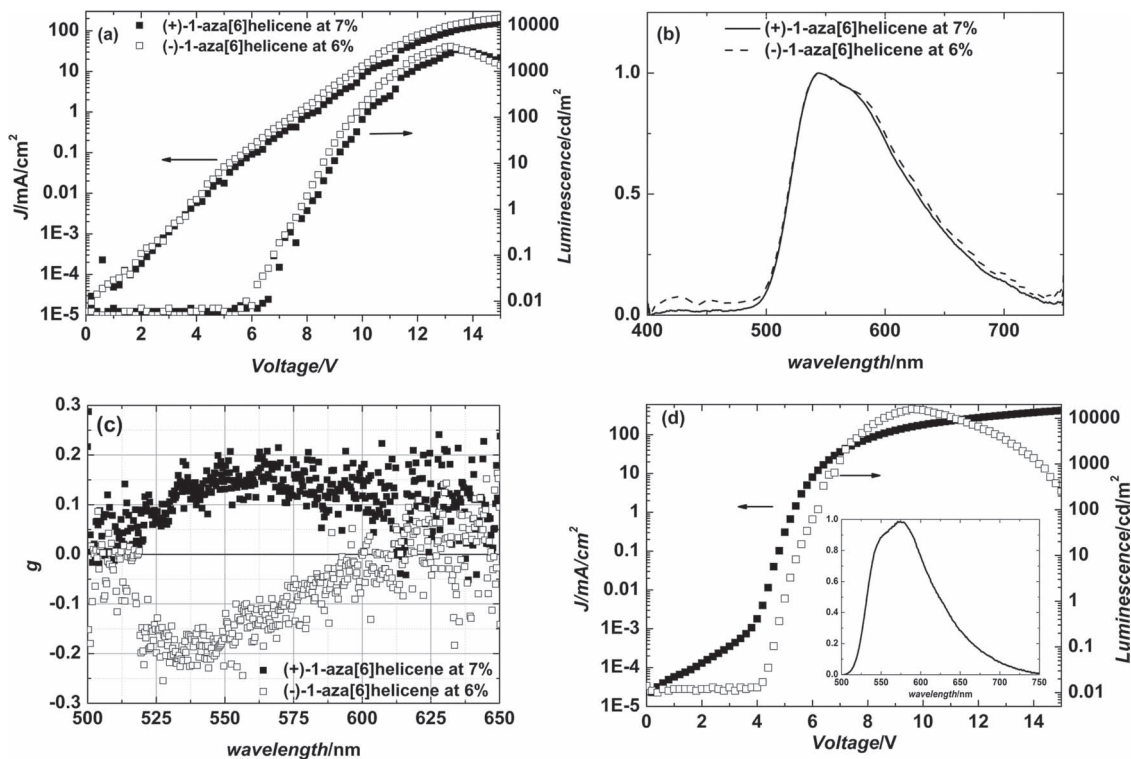 (a)
(+)-1-aza[6]helicene at 7%
(-)-1-aza[6]helicene at 6%
100
10
1
0.1
0.01
1E-3
1E-4
1E-5
J/mA/cm²
10000
1000
100
10
1
0.1
0.01
Luminescence/cd/m²
0 2 4 6 8 10 12 14
Voltage/V
(b)
(+)-1-aza[6]helicene at 7%
(-)-1-aza[6]helicene at 6%
1.0
0.5
0.0
400 500 600 700
wavelength/nm
(c)
0.3
0.2
0.1
0.0
-0.1
-0.2
-0.3
g
(+)-1-aza[6]helicene at 7%
(-)-1-aza[6]helicene at 6%
500 525 550 575 600 625 650
wavelength/nm
(d)
100
10
1
0.1
0.01
1E-3
1E-4
1E-5
J/mA/cm²
10000
1000
100
10
1
0.1
0.01
Luminescence/cd/m²
1.0
0.8
0.6
0.4
0.2
0.0
500 550 600 650 700 750
wavelength/nm
0 2 4 6 8 10 12 14
Voltage/V